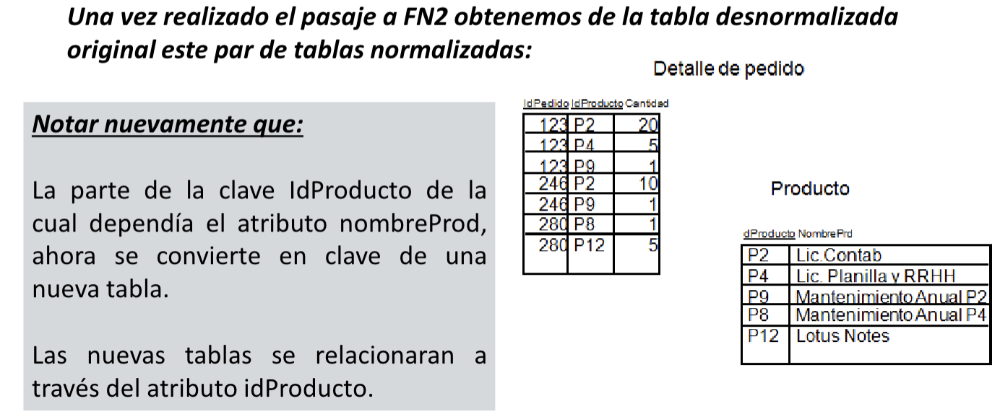 Una vez realizado el pasaje a FN2 obtenemos de la tabla desnormalizada
original este par de tablas normalizadas:
Notar nuevamente que:
La parte de la clave IdProducto de la
cual dependía el atributo nombreProd,
ahora se convierte en clave de una
nueva tabla.
Las nuevas tablas se relacionaran a
través del atributo idProducto.
Detalle de pedido
IdPedido IdProducto Cantidad
123 P2 20
123 P4 5
123 P9 1
246 P2 10
246 P9 1
280 P8 1
280 P12 5
Producto
dProducto NombrePrd
P2 Lic.Contab
P4 Lic. Planilla y RRHH
P9 Mantenimiento Anual P2
P8 Mantenimiento Anual P4
P12 Lotus Notes